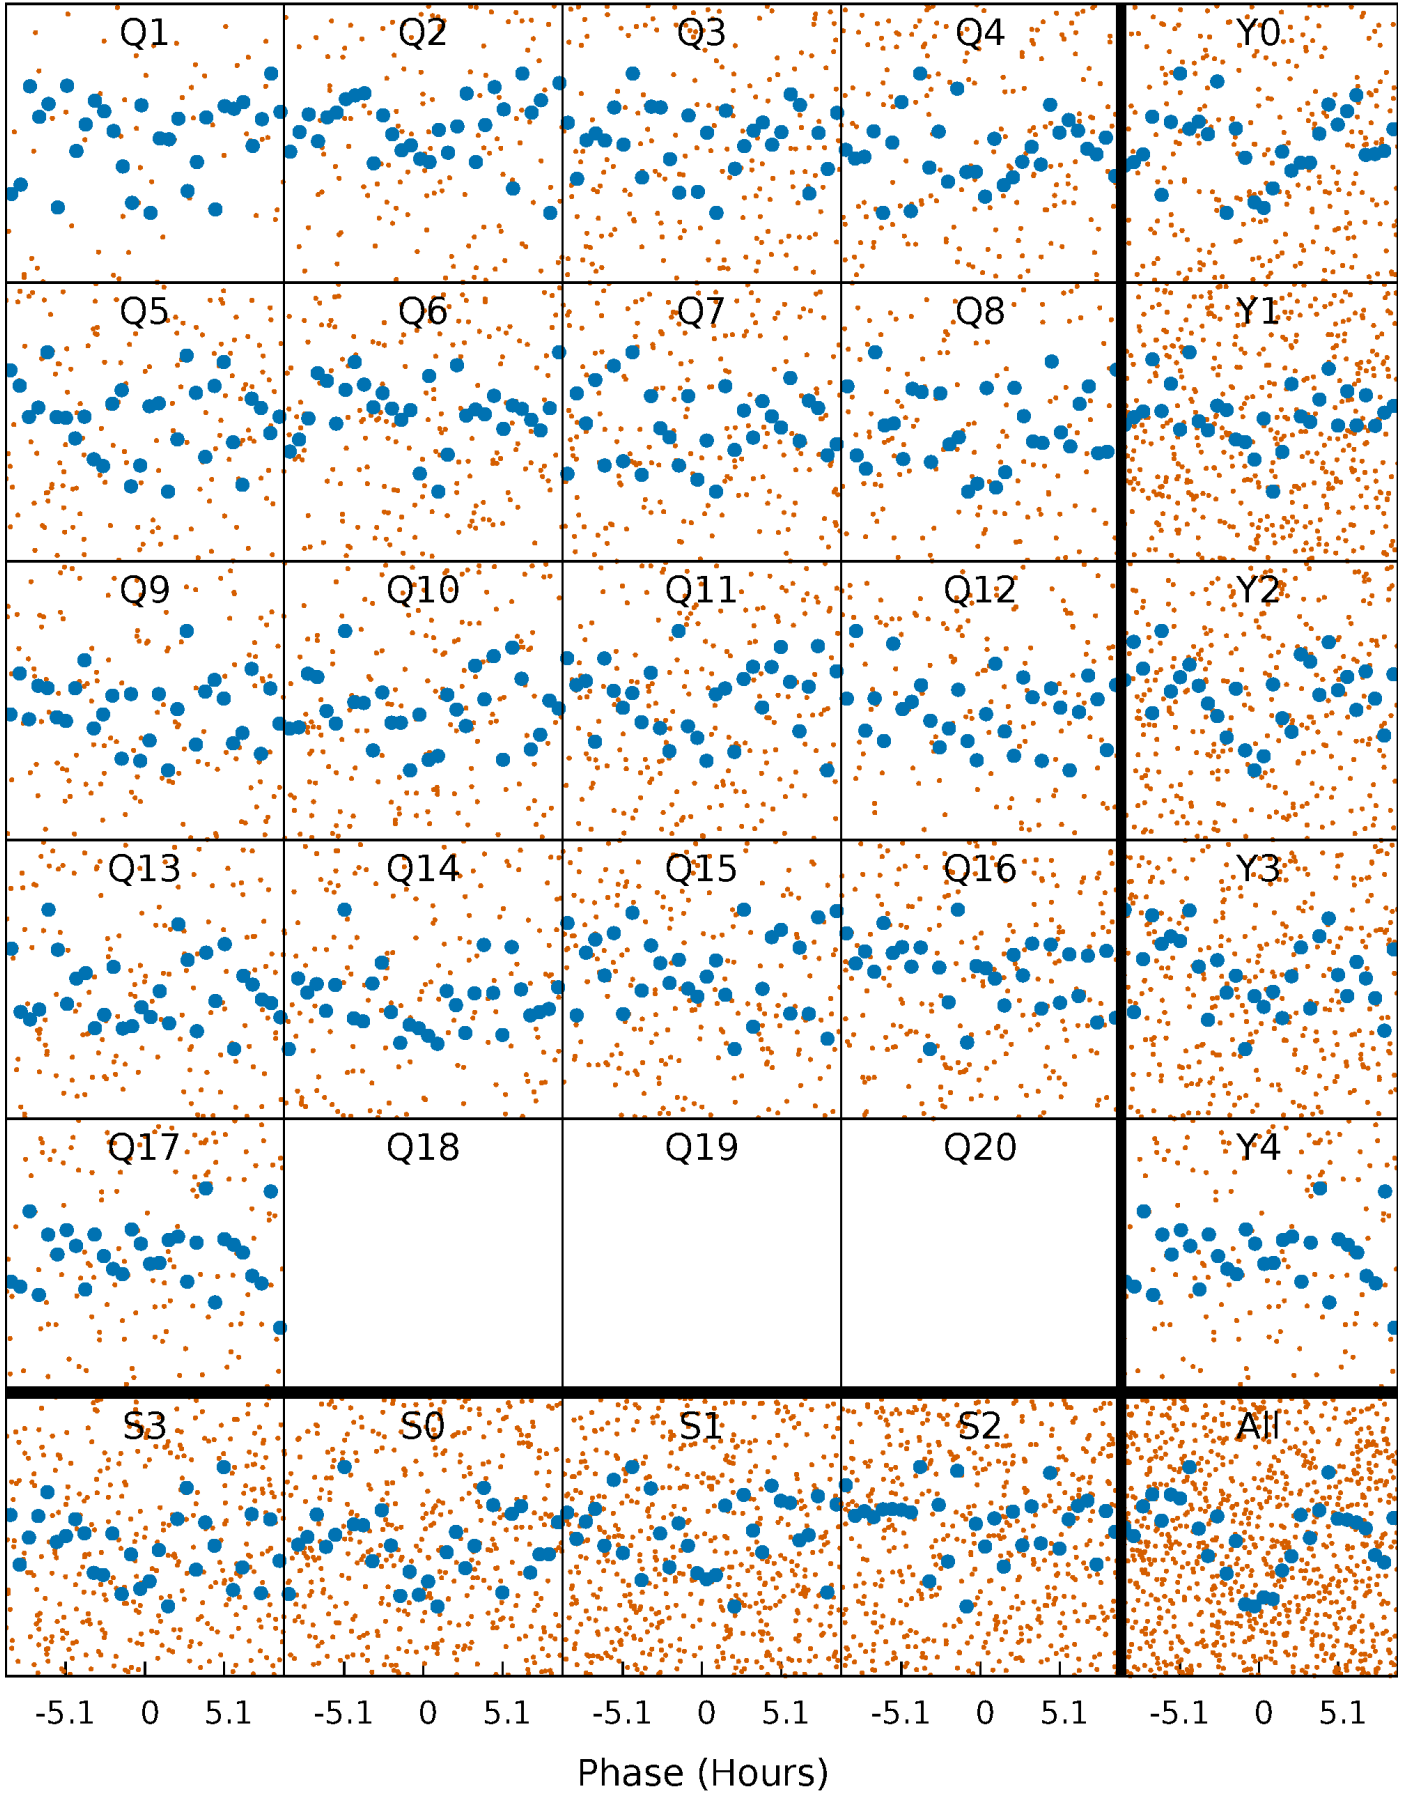 Q1 Q2 Q3 Q4 Y0
Q5 Q6 Q7 Q8 Y1
Q9 Q10 Q11 Q12 Y2
Q13 Q14 Q15 Q16 Y3
Q17 Q18 Q19 Q20 Y4
S3 S0 S1 S2 All
-5.1 0 5.1 -5.1 0 5.1 -5.1 0 5.1 -5.1 0 5.1 -5.1 0 5.1
Phase (Hours)